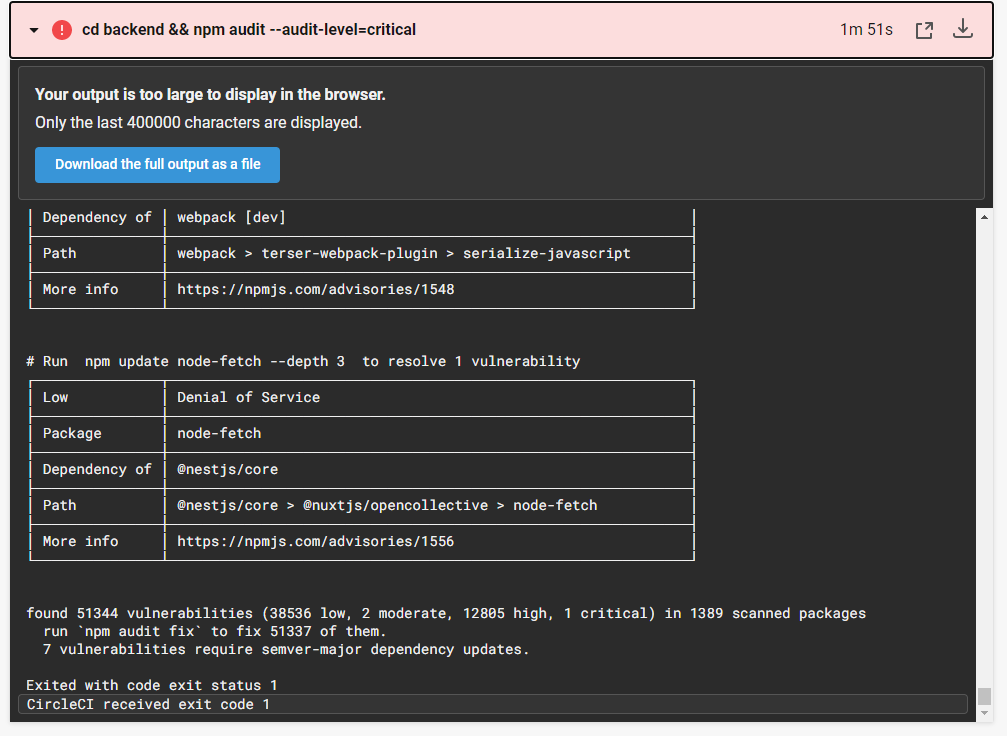 cd backend && npm audit --audit-level=critical
1m 51s
Your output is too large to display in the browser.
Only the last 400000 characters are displayed.
Download the full output as a file
Dependency of │ webpack [dev]
Path │ webpack > terser-webpack-plugin > serialize-javascript
More info │ https://npmjs.com/advisories/1548
# Run  npm update node-fetch --depth 3  to resolve 1 vulnerability
Low │ Denial of Service
Package │ node-fetch
Dependency of │ @nestjs/core
Path │ @nestjs/core > @nuxtjs/opencollective > node-fetch
More info │ https://npmjs.com/advisories/1556
found 51344 vulnerabilities (38536 low, 2 moderate, 12805 high, 1 critical) in 1389 scanned packages
run `npm audit fix` to fix 51337 of them.
7 vulnerabilities require semver-major dependency updates.
Exited with code exit status 1
CircleCI received exit code 1